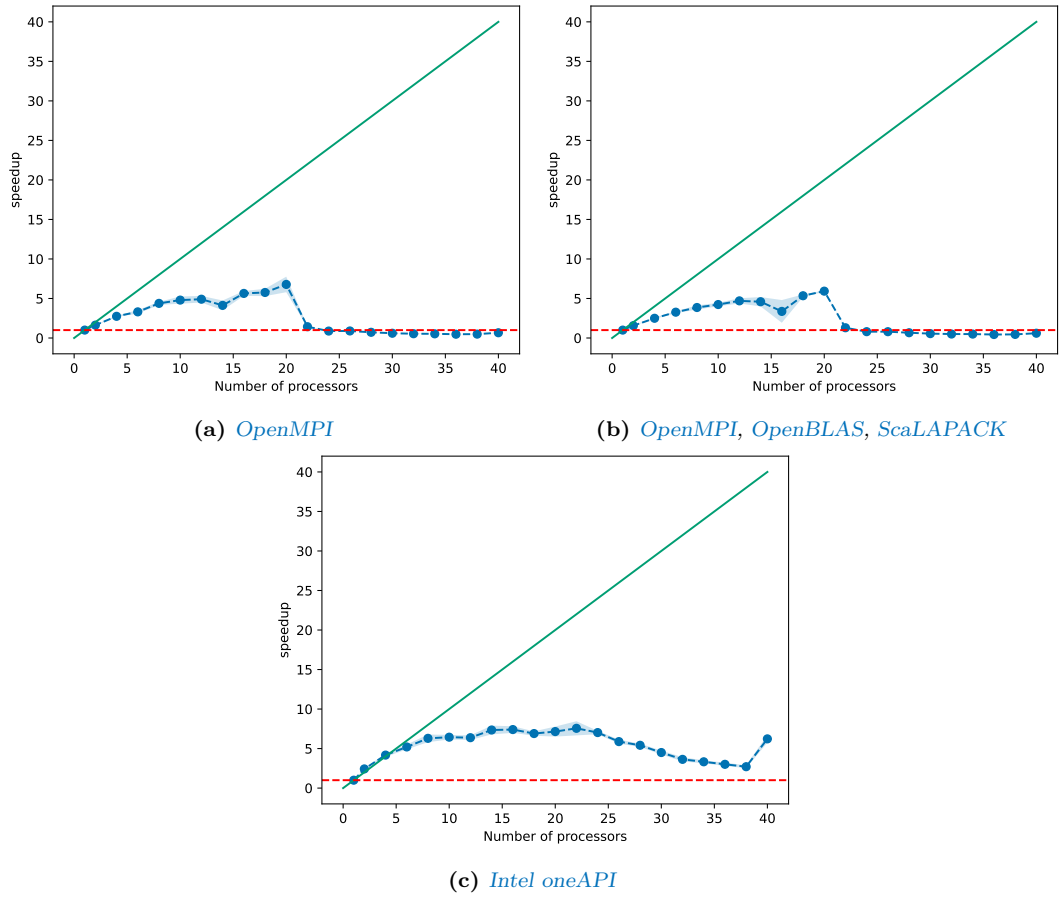 40
35
30
25
20
15
10
5
0
speedup
0 5 10 15 20 25 30 35 40
Number of processors
(a) OpenMPI
40
35
30
25
20
15
10
5
0
speedup
0 5 10 15 20 25 30 35 40
Number of processors
(b) OpenMPI, OpenBLAS, ScaLAPACK
40
35
30
25
20
15
10
5
0
speedup
0 5 10 15 20 25 30 35 40
Number of processors
(c) Intel oneAPI